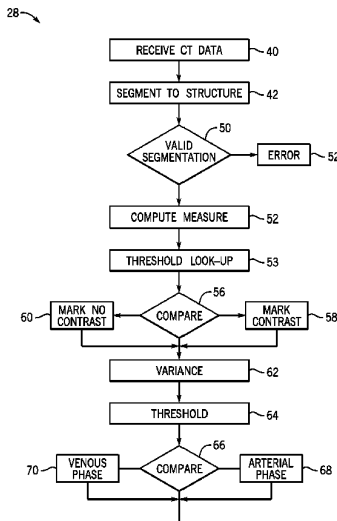 28
RECEIVE CT DATA
40
SEGMENT TO STRUCTURE
42
50
VALID
SEGMENTATION
ERROR
52
COMPUTE MEASURE
52
THRESHOLD LOOK-UP
53
56
60
MARK NO
CONTRAST
COMPARE
MARK
CONTRAST
58
VARIANCE
62
THRESHOLD
64
66
70
VENOUS
PHASE
COMPARE
ARTERIAL
PHASE
68